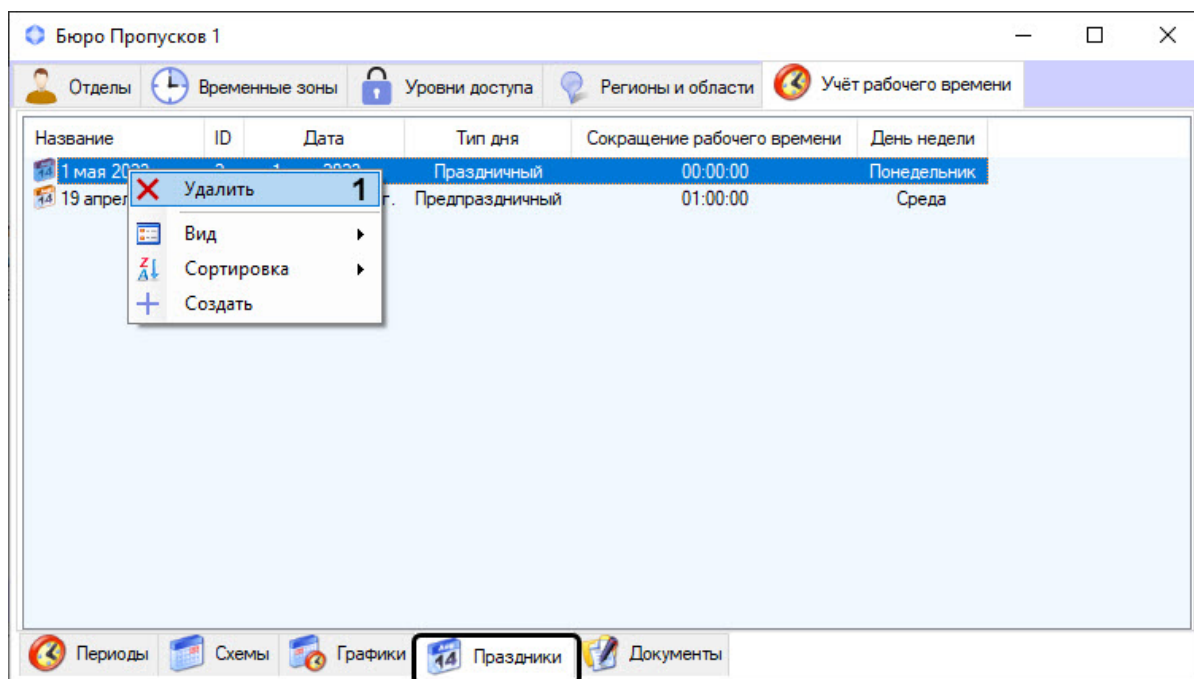 Бюро Пропусков 1
Отделы Временные зоны Уровни доступа Регионы и области Учёт рабочего времени
Название ID Дата Тип дня Сокращение рабочего времени День недели
1 мая Праздничный 00:00:00 Понедельник
19 г. Предпраздничный 01:00:00 Среда
Удалить 1
Вид
Сортировка
Создать
Периоды Схемы Графики Праздники Документы